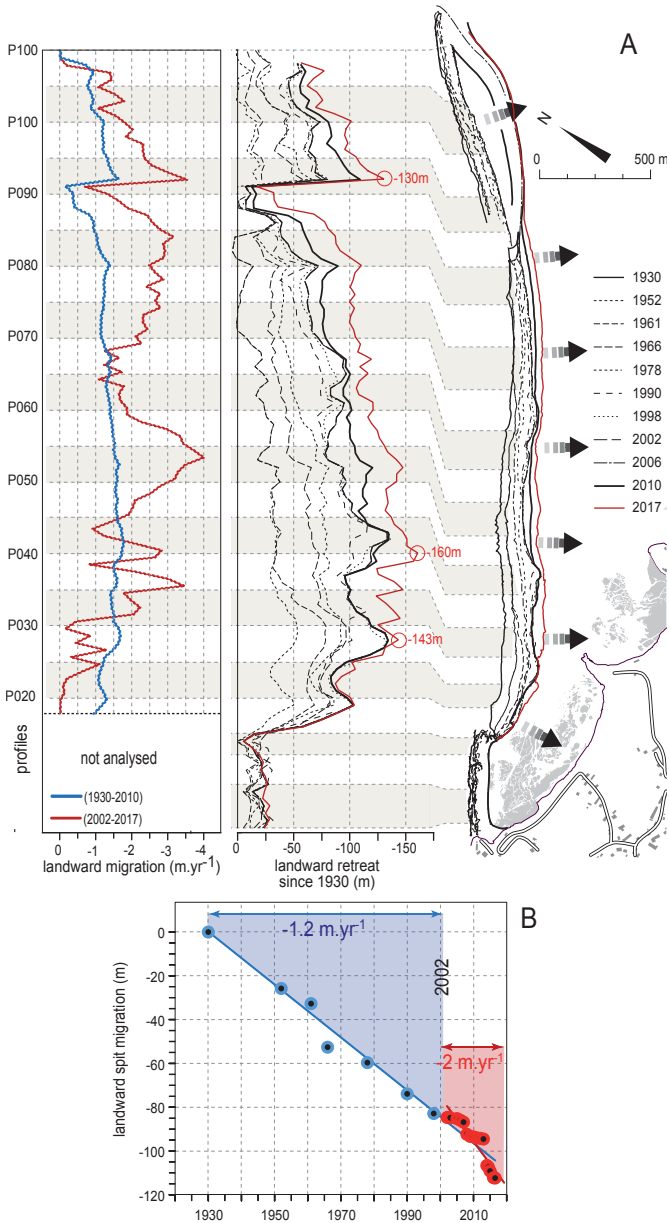 A
P100
P100
P090
P080
P070
P060
P050
P040
P030
P020
profiles
not analysed
(1930-2010)
(2002-2017)
0 -1 -2 -3 -4
landward migration (m.yr-1)
-130m
-160m
-143m
0 -50 -100 -150
landward retreat
since 1930 (m)
N
0 500 m
1930
1952
1961
1966
1978
1990
1998
2002
2006
2010
2017
B
-1.2 m.yr-1
2002
-2 m.yr-1
landward spit migration (m)
0
-20
-40
-60
-80
-100
-120
1930 1950 1970 1990 2010